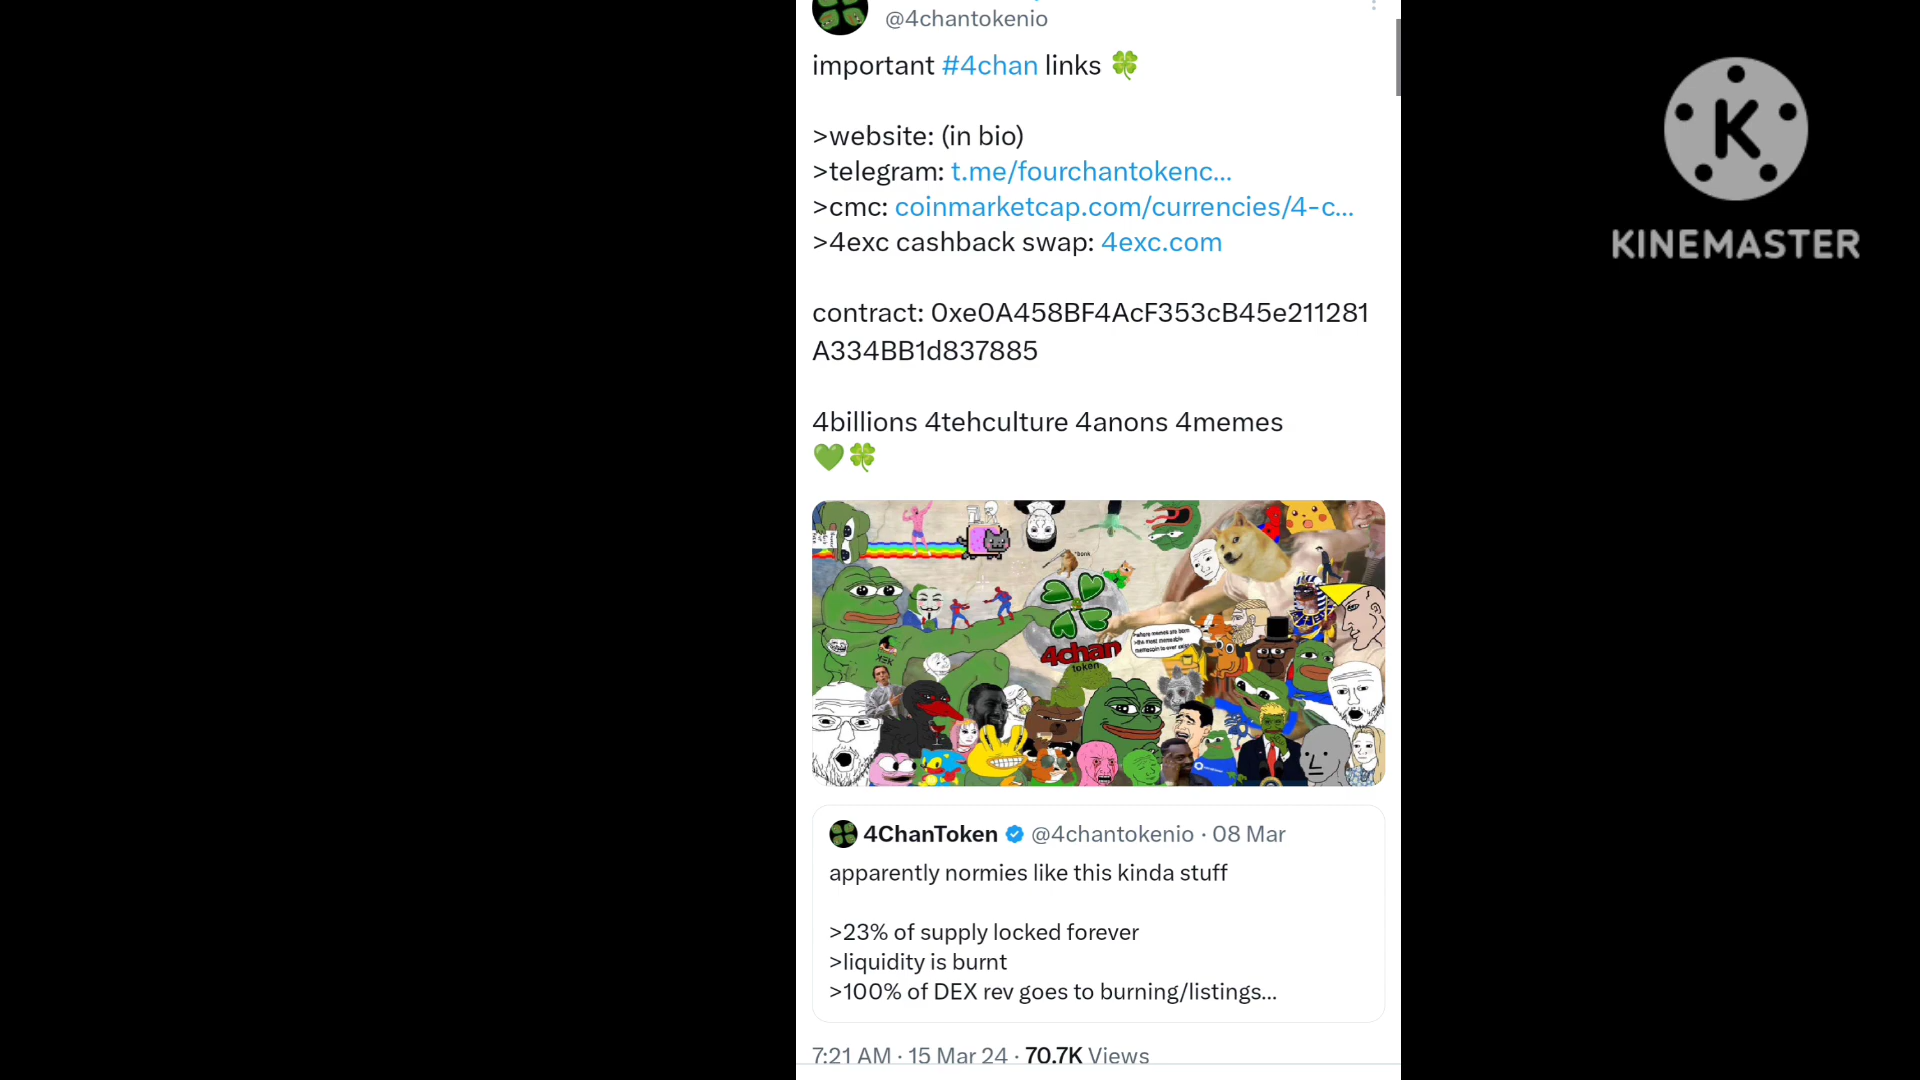 @4chantokenio
important #4chan links 🍀
>website: (in bio)
>telegram: t.me/fourchantokenc...
>cmc: coinmarketcap.com/currencies/4-c...
>4exc cashback swap: 4exc.com
contract: 0xe0A458BF4AcF353cB45e211281
A334BB1d837885
4billions 4tehculture 4anons 4memes
💚🍀
*Bonk
4chan
token
KEK
4ChanToken @4chantokenio · 08 Mar
apparently normies like this kinda stuff
>23% of supply locked forever
>liquidity is burnt
>100% of DEX rev goes to burning/listings...
7:21 AM · 15 Mar 24 · 70.7K Views
K
KINEMASTER